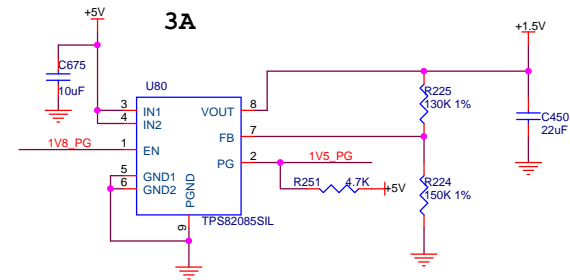 3A
+5V
+1.5V
C675
10uF
U80
3
IN1
4
IN2
VOUT
8
R225
130K 1%
C450
22uF
1V8_PG
1
EN
FB
7
PG
2
1V5_PG
5
GND1
6
GND2
PGND
9
TPS82085SIL
R251
4.7K
+5V
R224
150K 1%